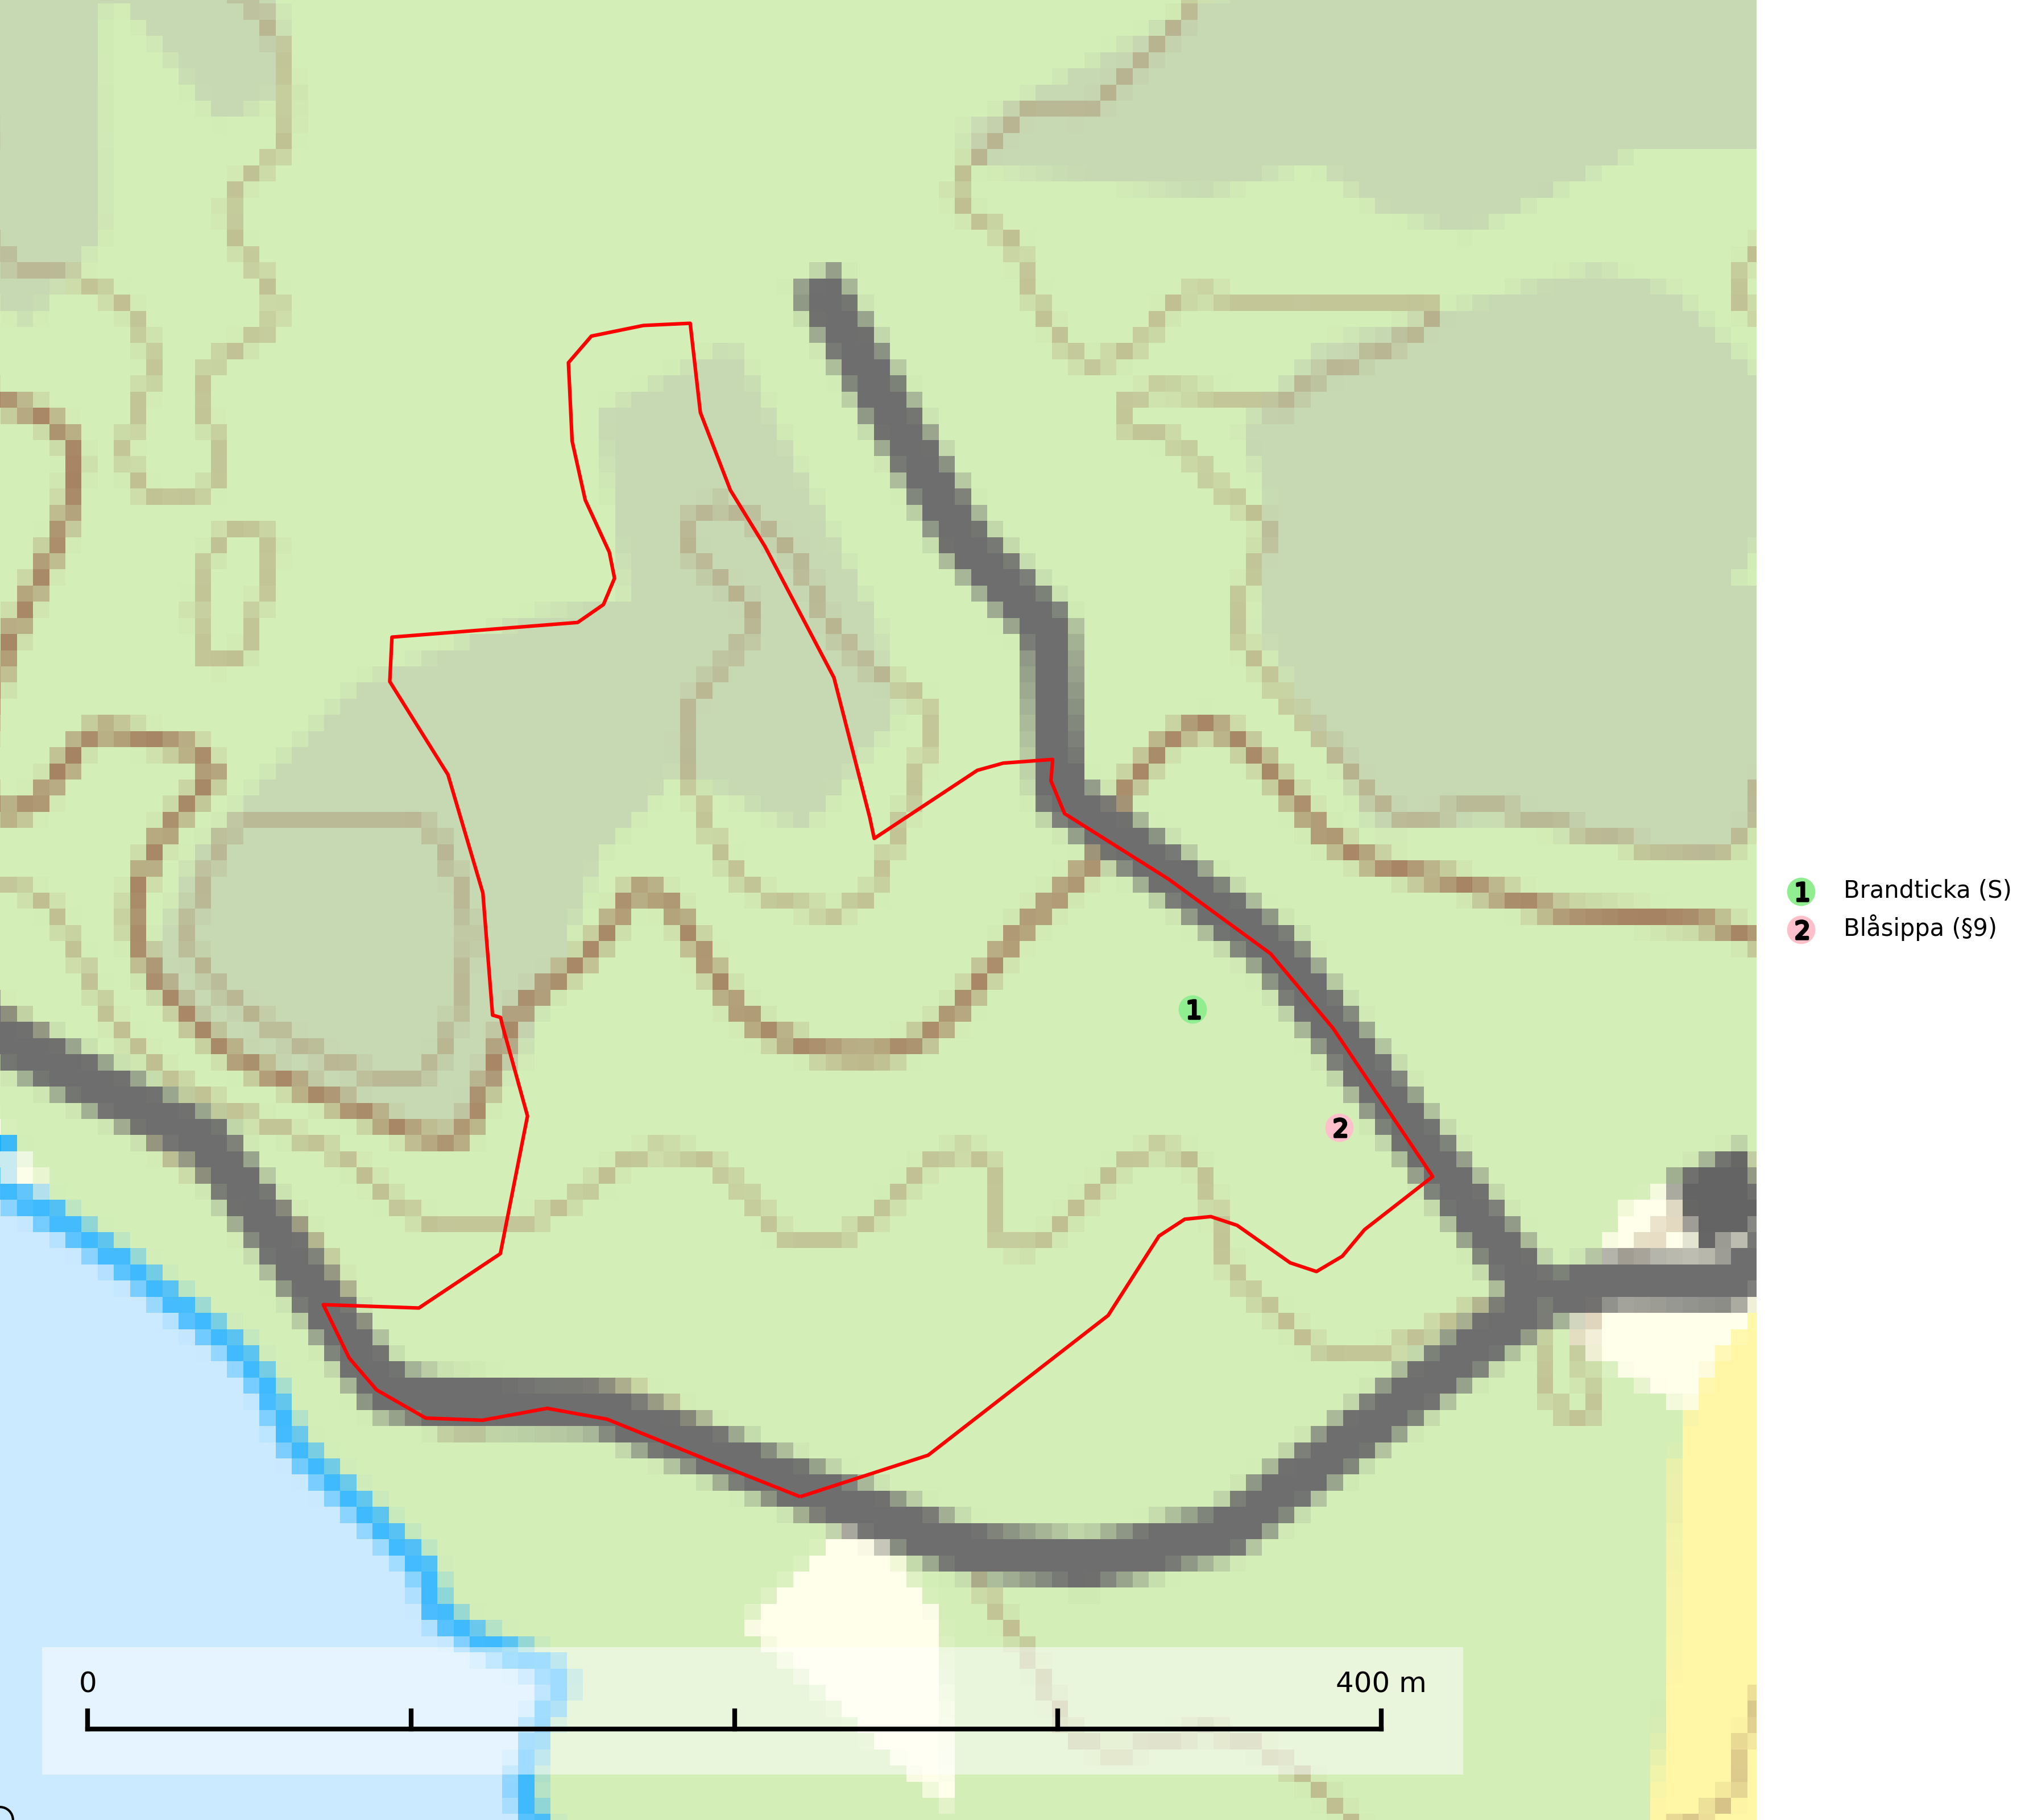 1
2
1 Brandticka (S)
2 Blåsippa (§9)
0 400 m